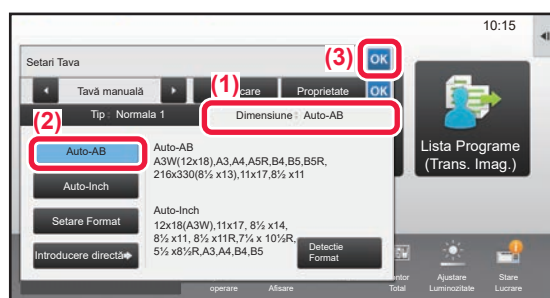 10:15
Setari Tava
(3)
OK
Tavă manuală
(1)
care
Proprietate
OK
(2)
Tip : Normala 1
Dimensiune : Auto-AB
Auto-AB
Auto-AB
A3W(12x18),A3,A4,A5R,B4,B5,B5R,
216x330(8½ x13),11x17,8½ x11
Auto-Inch
Auto-Inch
12x18(A3W),11x17, 8½ x14,
8½ x11, 8½ x11R,7¼ x 10½R,
5½ x8½R,A3,A4,B4,B5
Setare Format
Introducere directă
Detectie
Format
Lista Programe
(Trans. Imag.)
operare
Afisare
ntor
Total
Ajustare
Luminozitate
Stare
Lucrare